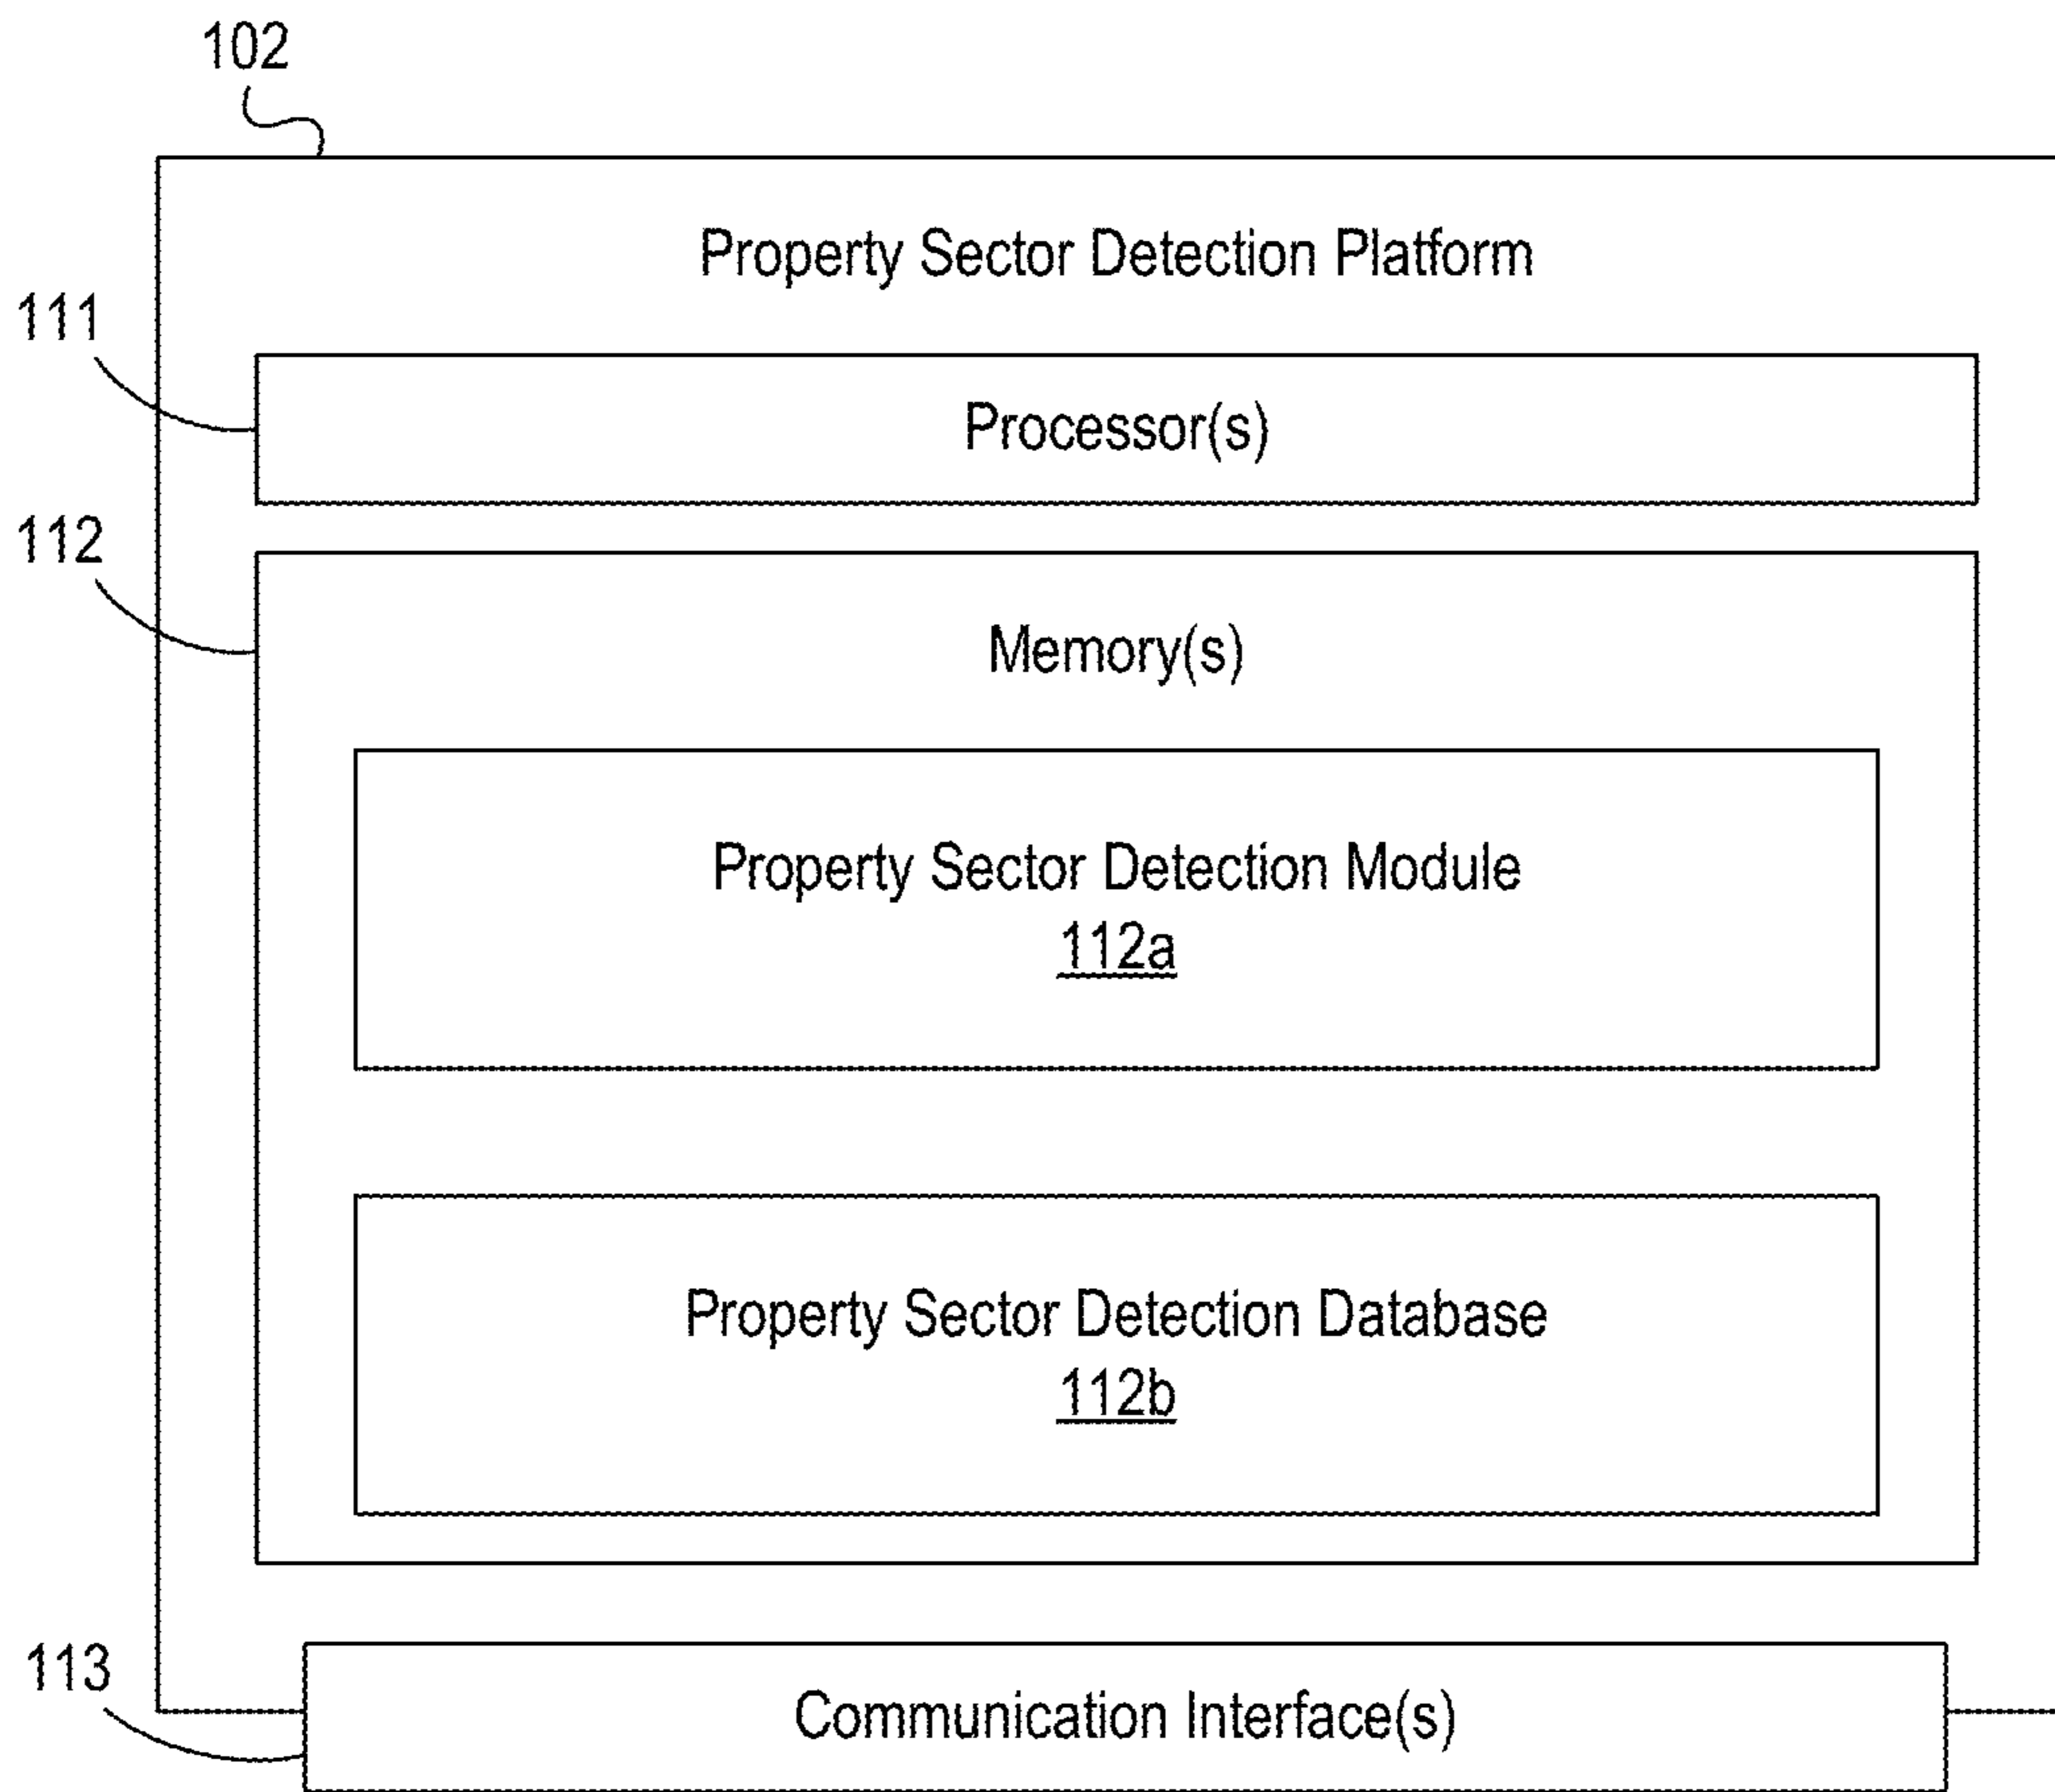 102
Property Sector Detection Platform
111
Processor(s)
112
Memory(s)
Property Sector Detection Module
112a
Property Sector Detection Database
112b
113
Communication Interface(s)